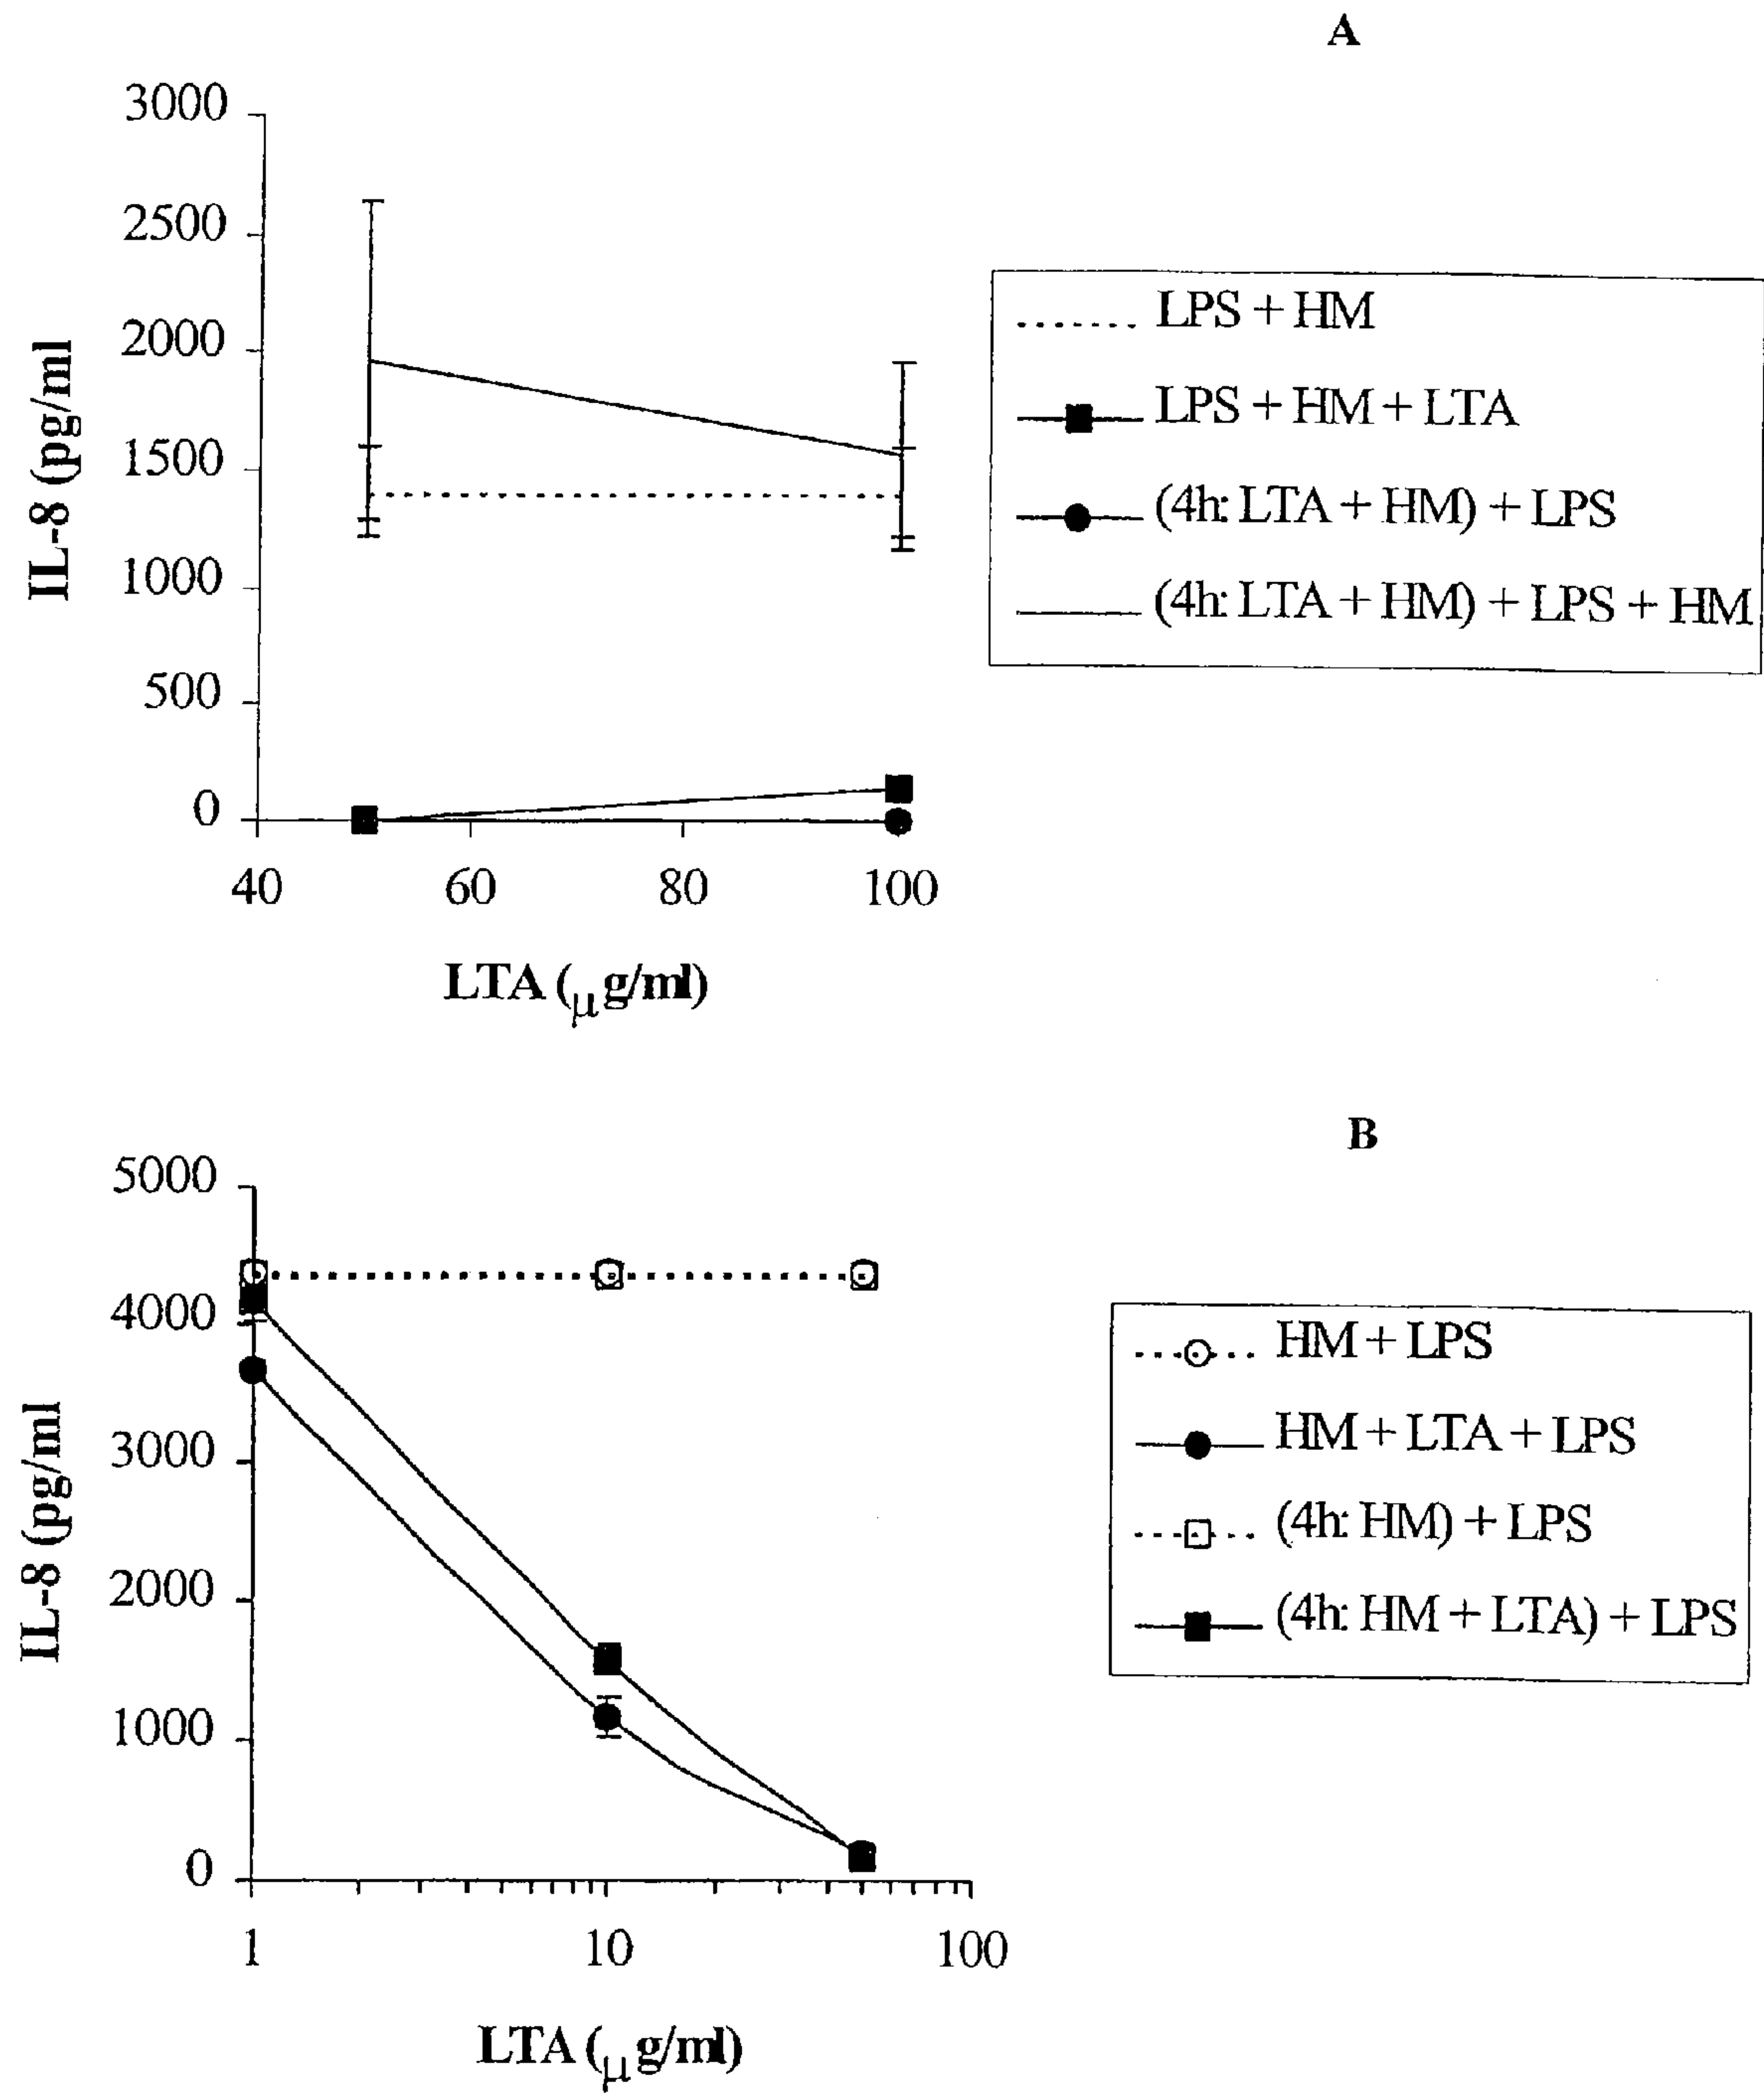 A
3000
2500
2000
1500
1000
500
0
40 60 80 100
IL-8 (pg/ml)
LTA (μg/ml)
LPS + HM
LPS + HM + LTA
(4h: LTA + HM) + LPS
(4h: LTA + HM) + LPS + HM
B
5000
4000
3000
2000
1000
0
1 10 100
IL-8 (pg/ml)
LTA (μg/ml)
HM + LPS
HM + LTA + LPS
(4h: HM) + LPS
(4h: HM + LTA) + LPS